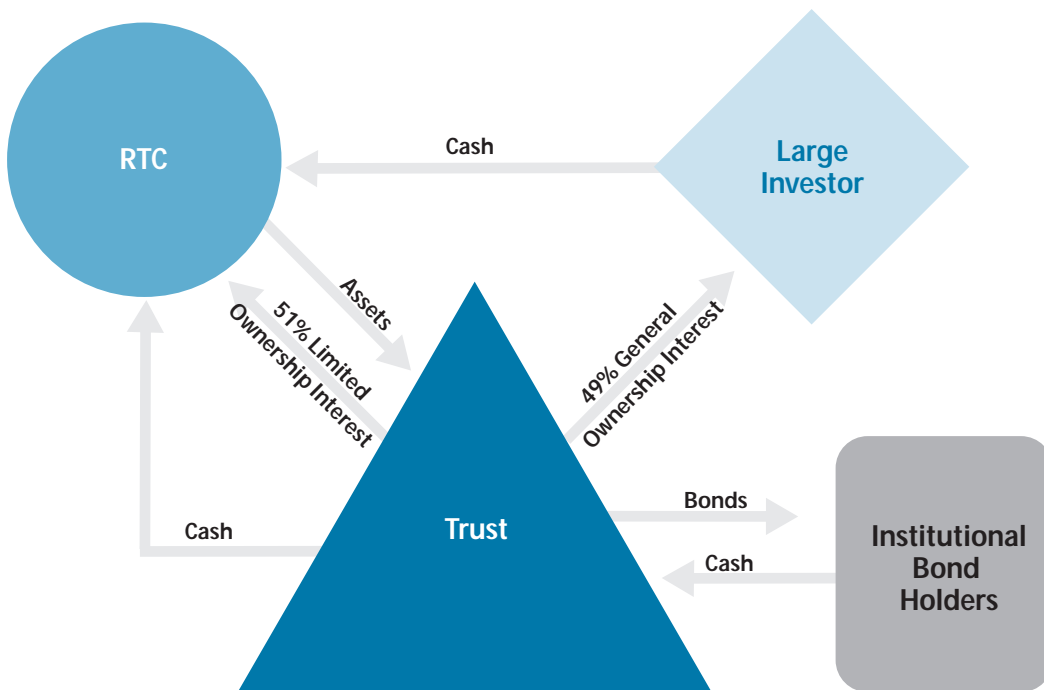 RTC
Cash
Large
Investor
Assets
51% Limited
Ownership Interest
49% General
Ownership Interest
Bonds
Cash
Trust
Cash
Institutional
Bond
Holders